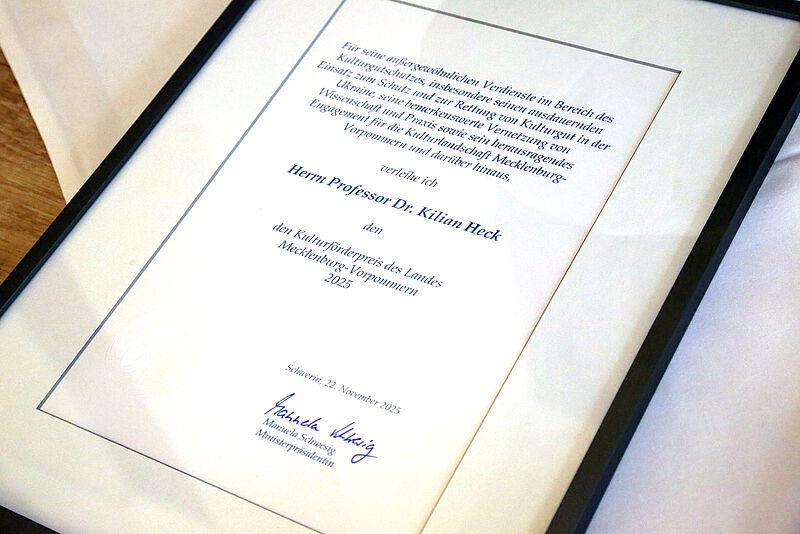 Für seine außergewöhnlichen Verdienste im Bereich des
Kulturgutschutzes, insbesondere seinen ausdauernden
Einsatz zum Schutz und zur Rettung von Kulturgut in der
Ukraine, seine bemerkenswerte Vernetzung von
Wissenschaft und Praxis sowie sein herausragendes
Engagement für die Kulturlandschaft Mecklenburg-
Vorpommern und darüber hinaus,
verleihe ich
Herrn Professor Dr. Kilian Heck
den
den Kulturförderpreis des Landes
Mecklenburg-Vorpommern
2025
Schwerin, 22. November 2025
Manuela Schwesig
Manuela Schwesig
Ministerpräsidentin